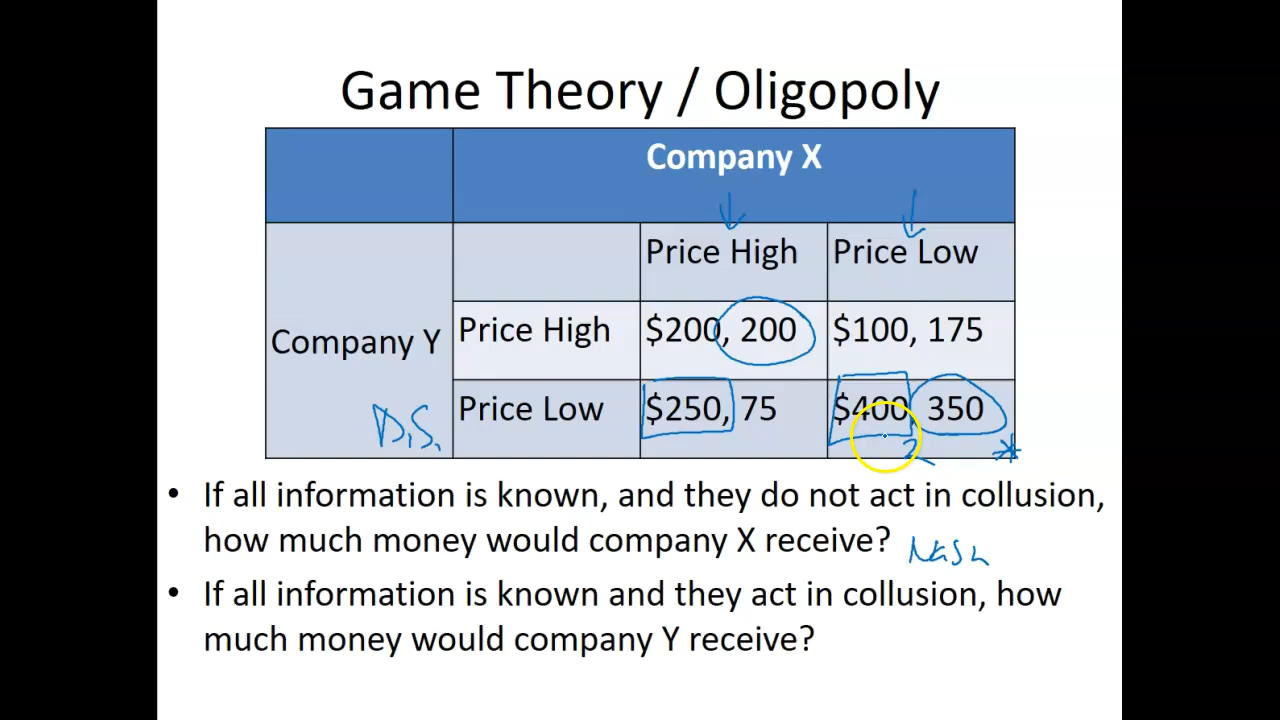 Game Theory / Oligopoly
Company X
Price High Price Low
Company Y Price High $200, 200 $100, 175
Price Low $250, 75 $400, 350
D.S.
2 *
• If all information is known, and they do not act in collusion,
how much money would company X receive? NASH
• If all information is known and they act in collusion, how
much money would company Y receive?